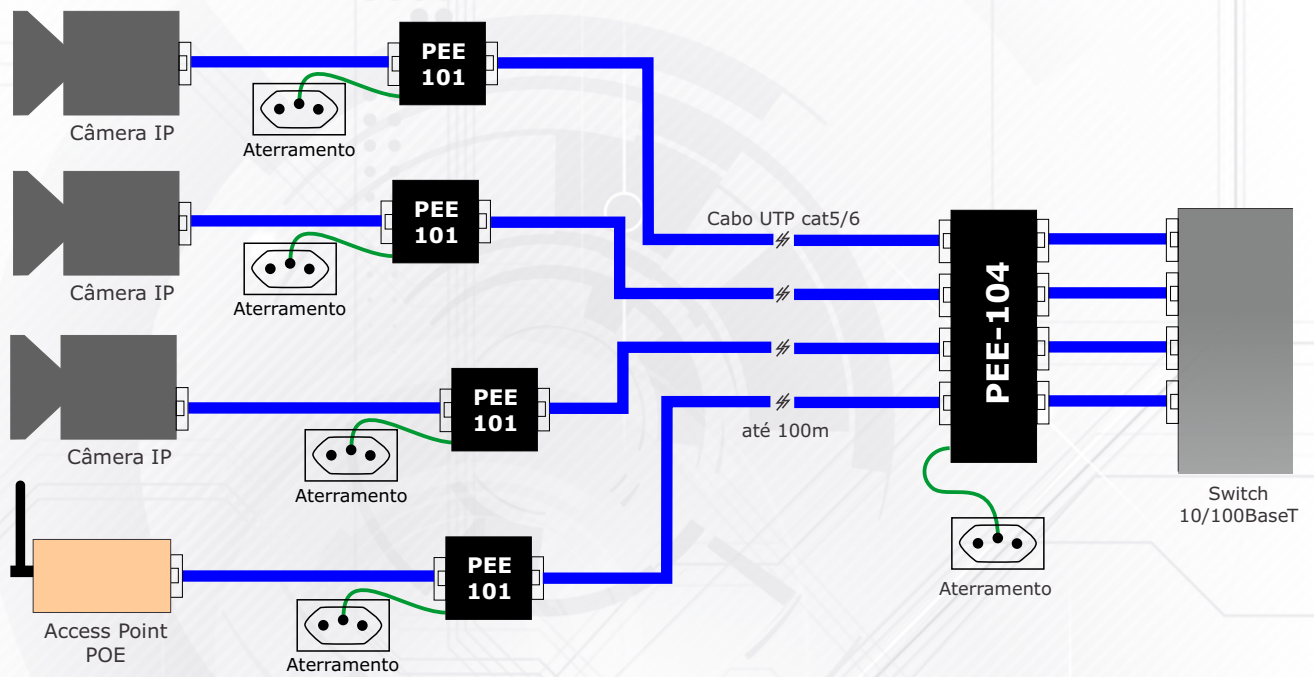 PEE
101
Câmera IP
Aterramento
PEE
101
Câmera IP
Aterramento
Cabo UTP cat5/6
PEE-104
até 100m
PEE
101
Câmera IP
Aterramento
Switch
10/100BaseT
PEE
101
Access Point
POE
Aterramento
Aterramento